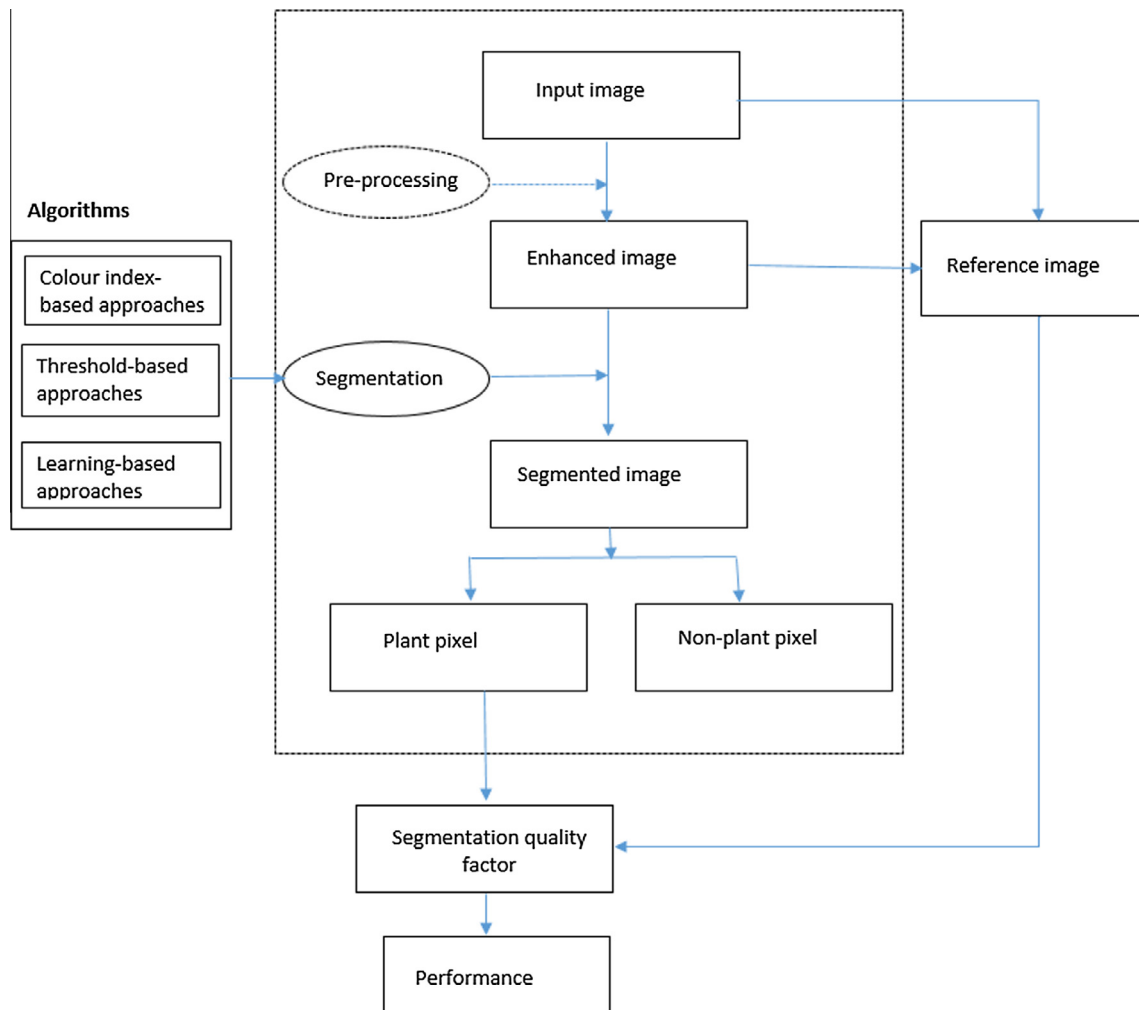 Input image
Pre-processing
Algorithms
Enhanced image
Reference image
Colour index-
based approaches
Threshold-based
approaches
Segmentation
Learning-based
approaches
Segmented image
Plant pixel
Non-plant pixel
Segmentation quality
factor
Performance